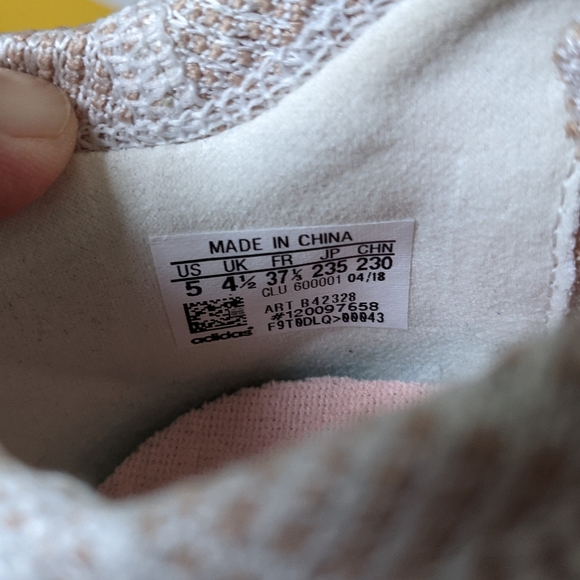 MADE IN CHINA
US UK FR JP CHN
5 4½ 37⅓ 235 230
CLU 600001 04/18
ART B42328
#120097658
F9T0DLQ>00043
adidas